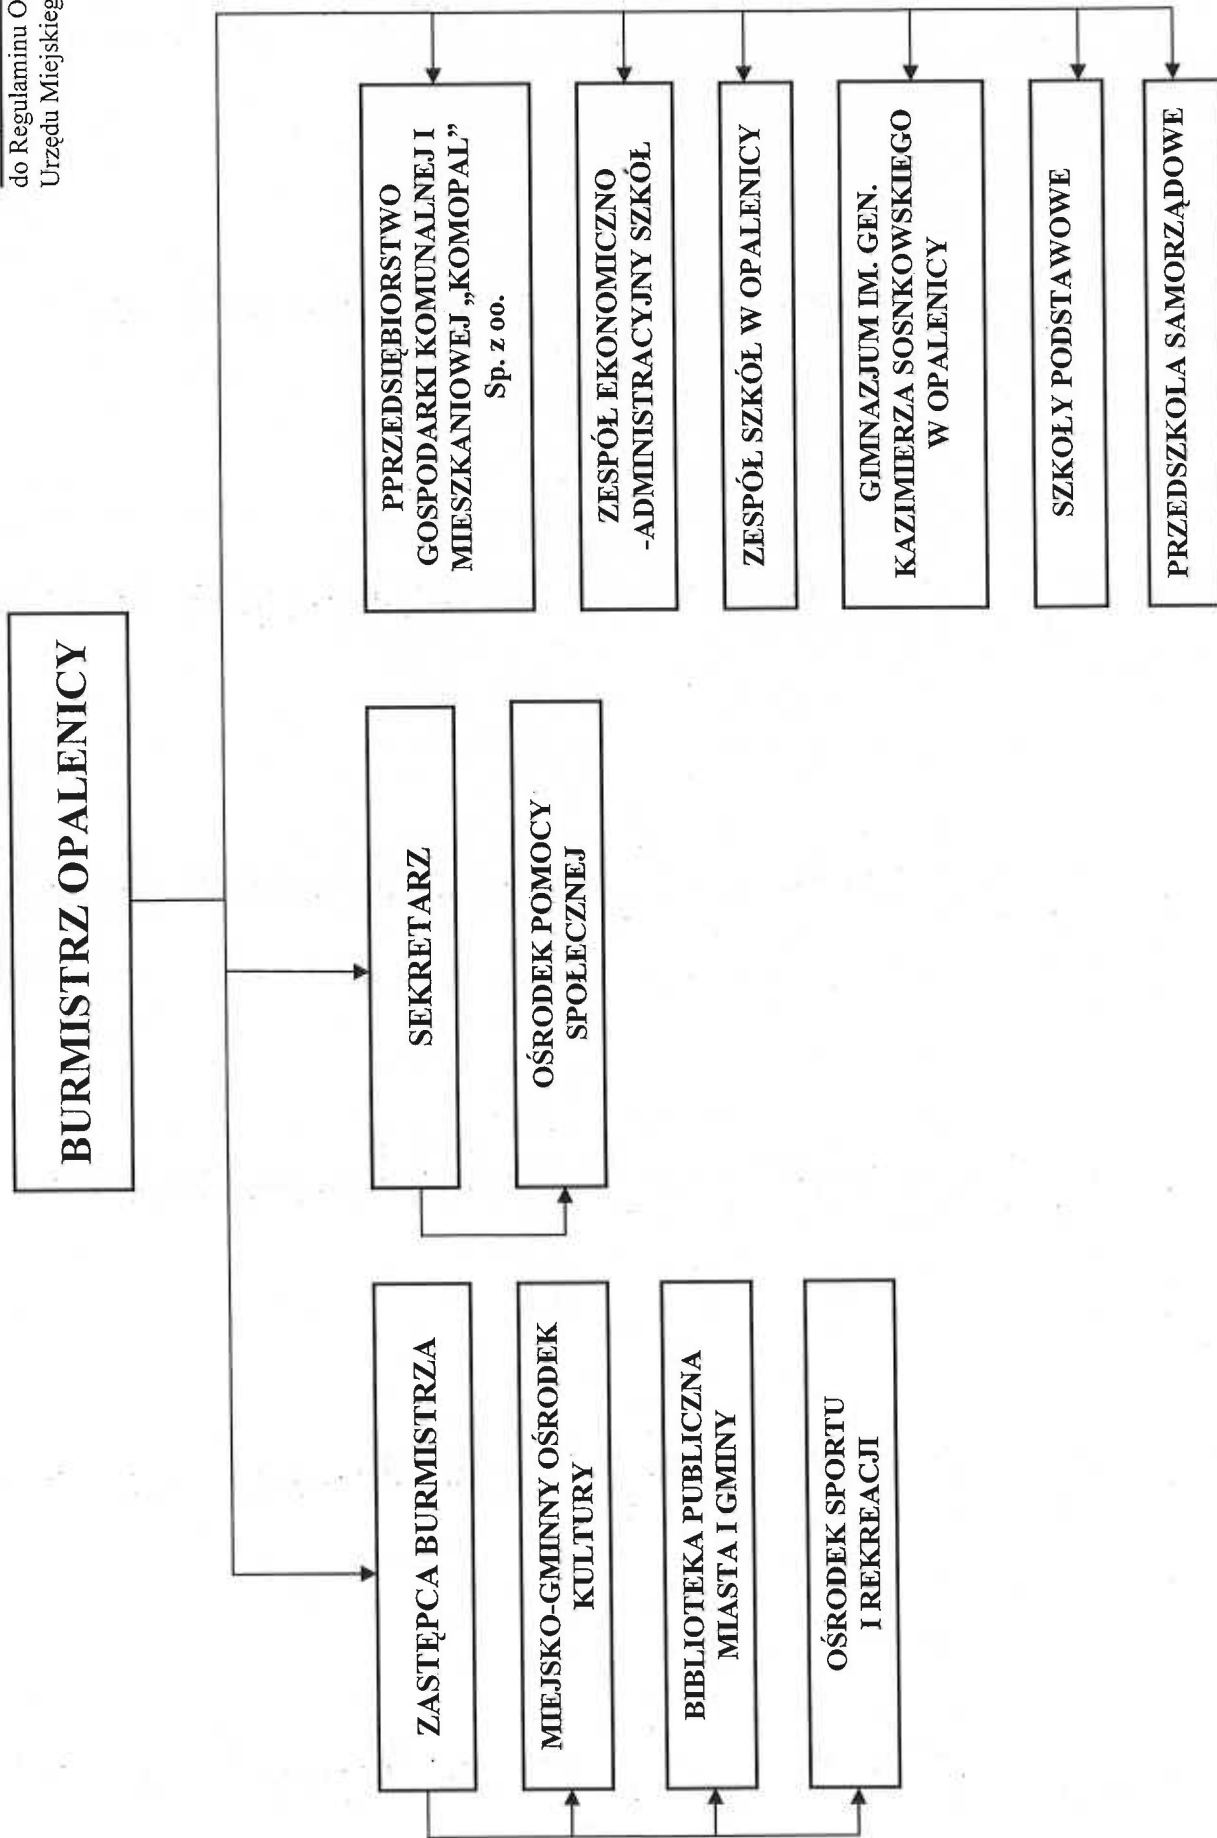 do Regulaminu O
Urzędu Miejskieg
BURMISTRZ OPALENICY
ZASTĘPCA BURMISTRZA
MIEJSKO-GMINNY OŚRODEK
KULTURY
BIBLIOTEKA PUBLICZNA
MIASTA I GMINY
OŚRODEK SPORTU
I REKREACJI
SEKRETARZ
OŚRODEK POMOCY
SPOŁECZNEJ
PPRZEDSIĘBIORSTWO
GOSPODARKI KOMUNALNEJ I
MIESZKANIOWEJ „KOMOPAL”
Sp. z oo.
ZESPÓŁ EKONOMICZNO
-ADMINISTRACYJNY SZKÓŁ
ZESPÓŁ SZKÓŁ W OPALENICY
GIMNAZJUM IM. GEN.
KAZIMIERZA SOSNKOWSKIEGO
W OPALENICY
SZKOŁY PODSTAWOWE
PRZEDSZKOLA SAMORZĄDOWE